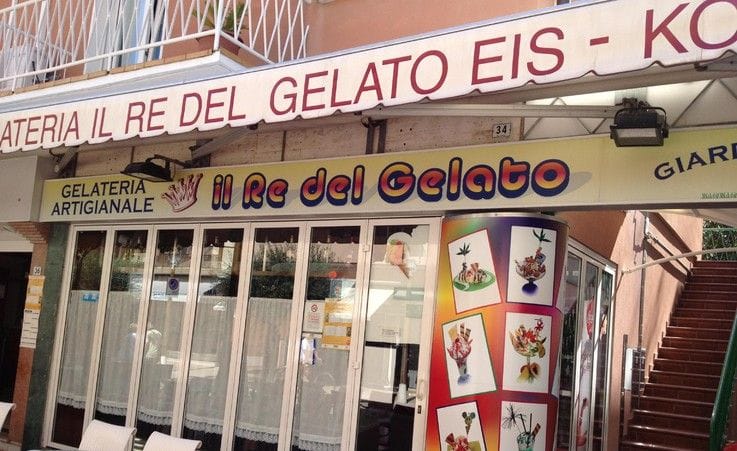 ATERIA IL RE DEL GELATO EIS - KO
34
GELATERIA
ARTIGIANALE
il Re del Gelato
GIARD